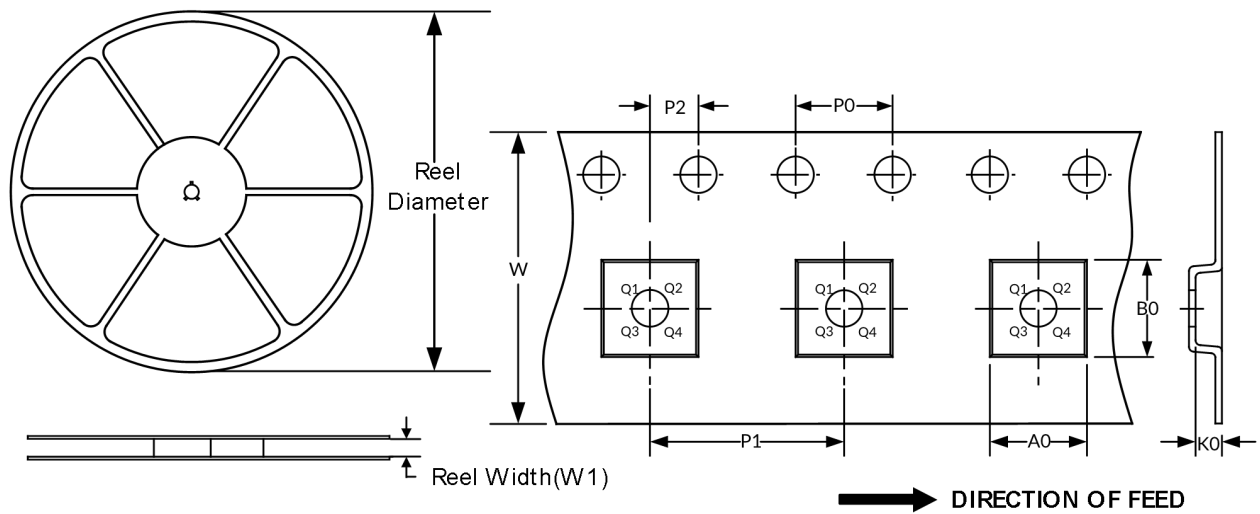 P2
P0
Reel
Diameter
W
Q1 Q2
Q3 Q4
Q1 Q2
Q3 Q4
Q1 Q2
Q3 Q4
B0
P1
A0
K0
Reel Width(W1)
DIRECTION OF FEED